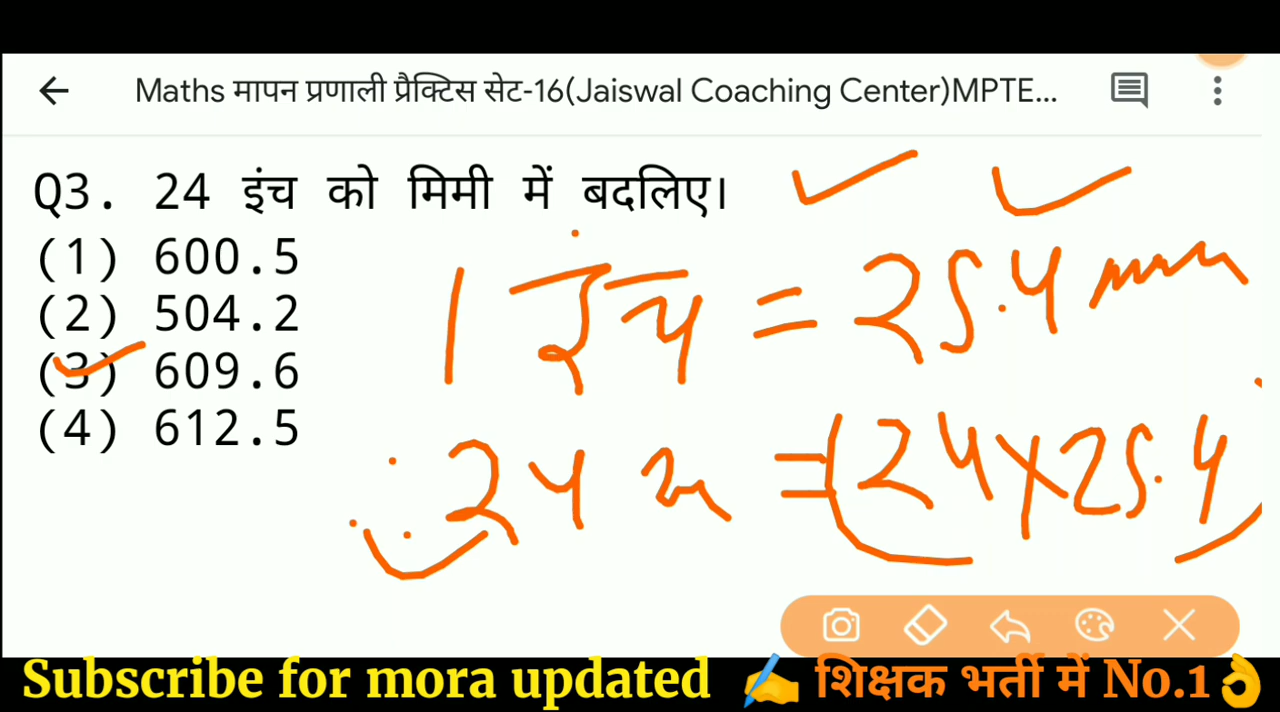 Maths मापन प्रणाली प्रैक्टिस सेट-16(Jaiswal Coaching Center)MPTE...
Q3. 24 इंच को मिमी में बदलिए।
(1) 600.5
(2) 504.2
(3) 609.6
(4) 612.5
1 इंच = 25.4 mm
24 = (24×25.4)
Subscribe for mora updated ✍️ शिक्षक भर्ती में No.1👌